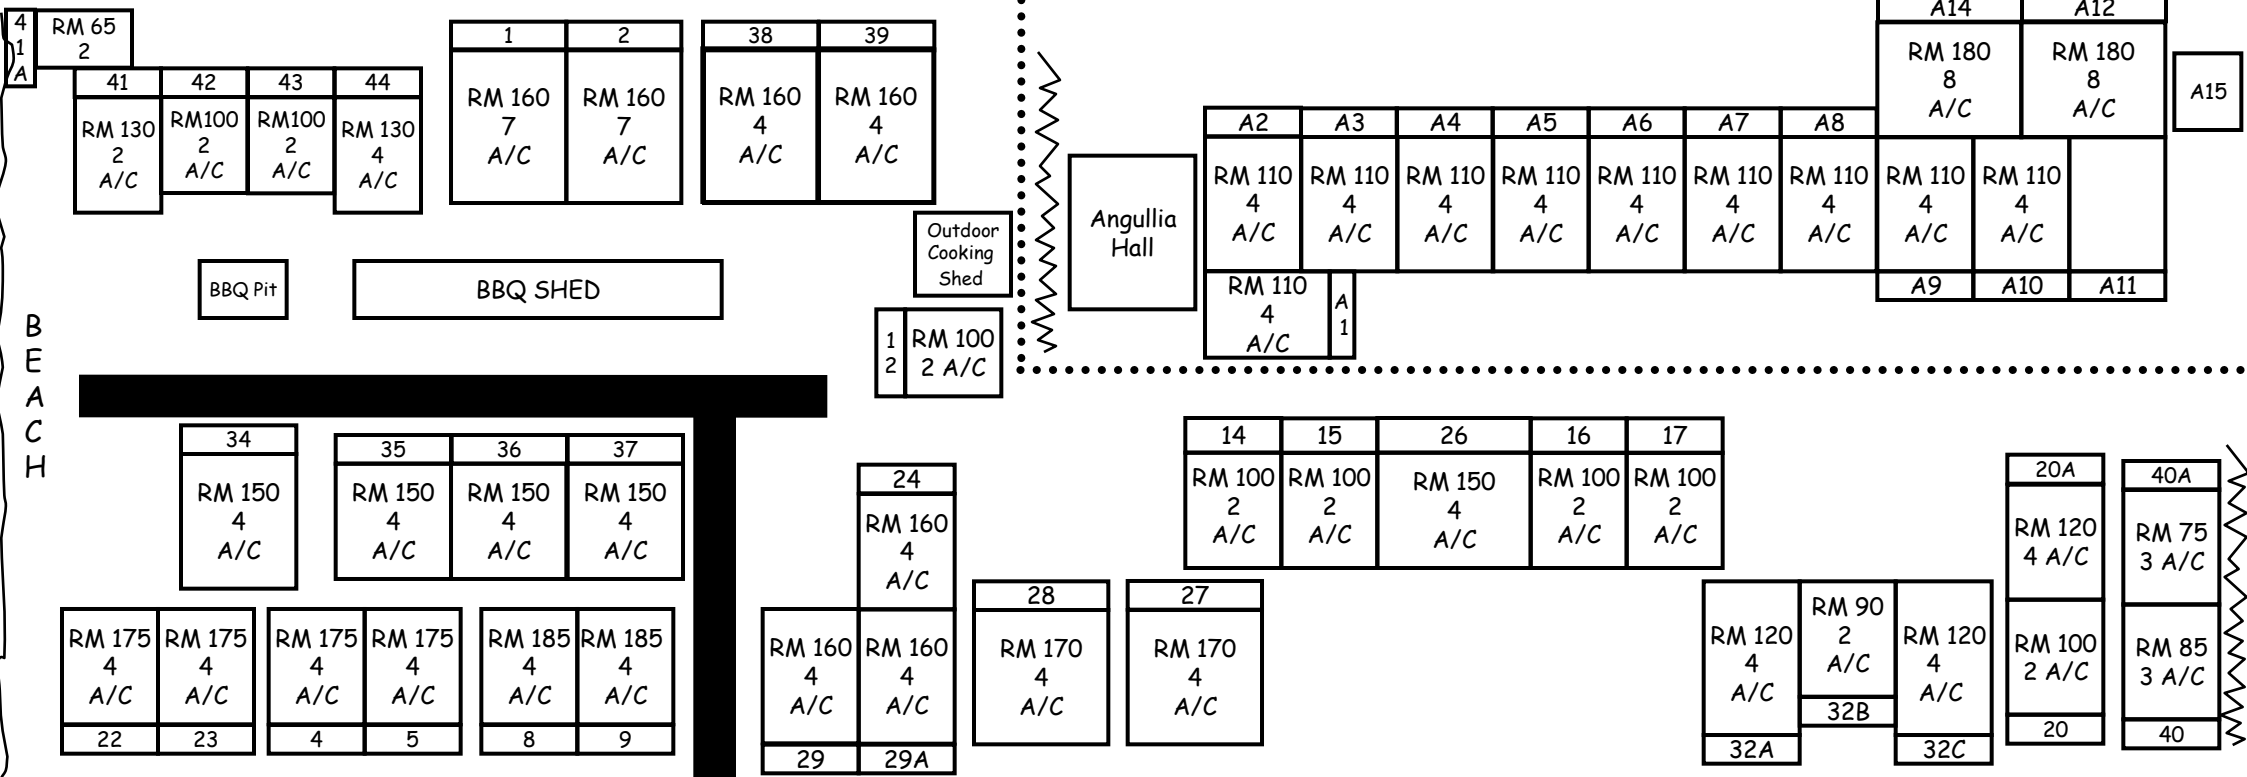 4
1
A
RM 65
2
41
42
43
44
RM 130
2
A/C
RM100
2
A/C
RM100
2
A/C
RM 130
4
A/C
1
2
RM 160
7
A/C
RM 160
7
A/C
38
39
RM 160
4
A/C
RM 160
4
A/C
Outdoor
Cooking
Shed
BBQ Pit
BBQ SHED
1
2
RM 100
2 A/C
B
E
A
C
H
Angullia
Hall
A14
A12
RM 180
8
A/C
RM 180
8
A/C
A15
A2
A3
A4
A5
A6
A7
A8
RM 110
4
A/C
RM 110
4
A/C
RM 110
4
A/C
RM 110
4
A/C
RM 110
4
A/C
RM 110
4
A/C
RM 110
4
A/C
RM 110
4
A/C
RM 110
4
A/C
A9
A10
A11
RM 110
4
A/C
A
1
34
RM 150
4
A/C
35
36
37
RM 150
4
A/C
RM 150
4
A/C
RM 150
4
A/C
RM 175
4
A/C
22
RM 175
4
A/C
23
RM 175
4
A/C
4
RM 175
4
A/C
5
RM 185
4
A/C
8
RM 185
4
A/C
9
24
RM 160
4
A/C
RM 160
4
A/C
29
RM 160
4
A/C
29A
28
RM 170
4
A/C
27
RM 170
4
A/C
14
15
26
16
17
RM 100
2
A/C
RM 100
2
A/C
RM 150
4
A/C
RM 100
2
A/C
RM 100
2
A/C
RM 120
4
A/C
32A
RM 90
2
A/C
32B
RM 120
4
A/C
32C
20A
RM 120
4 A/C
RM 100
2 A/C
20
40A
RM 75
3 A/C
RM 85
3 A/C
40